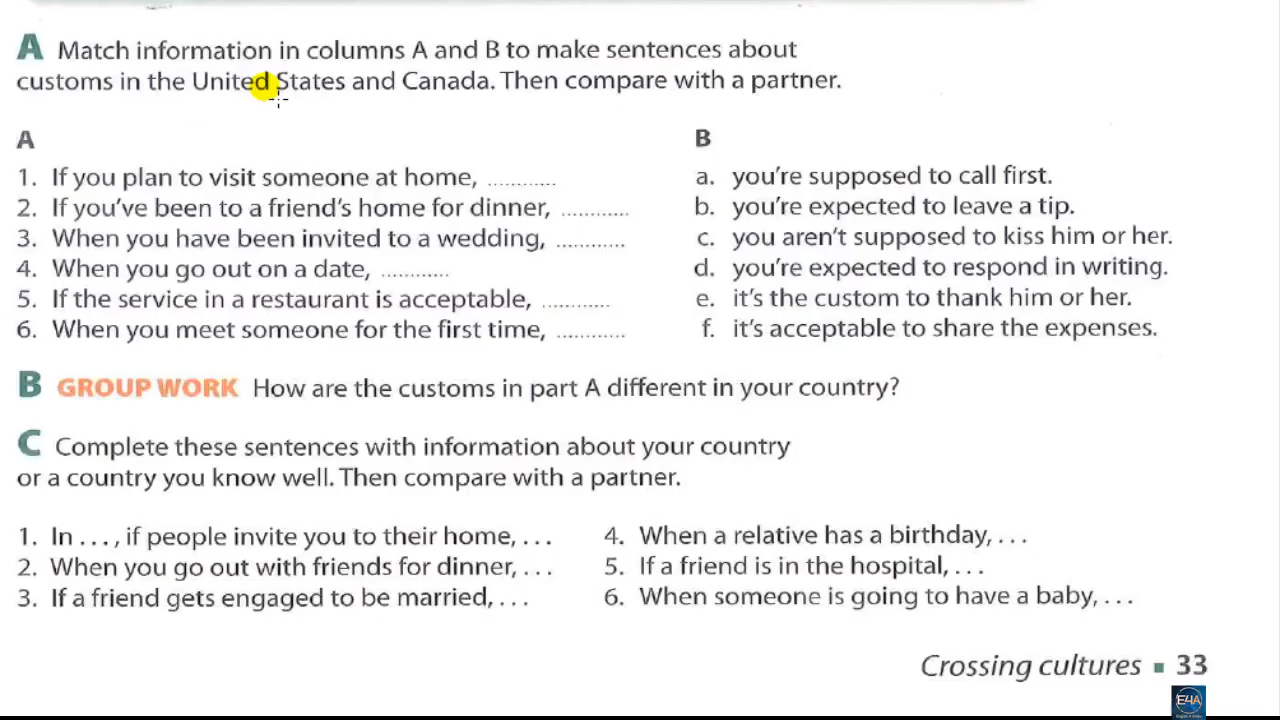 A Match information in columns A and B to make sentences about
customs in the United States and Canada. Then compare with a partner.
A
1. If you plan to visit someone at home, ............
2. If you've been to a friend's home for dinner, ............
3. When you have been invited to a wedding, ............
4. When you go out on a date, ............
5. If the service in a restaurant is acceptable, ............
6. When you meet someone for the first time, ............
B
a. you're supposed to call first.
b. you're expected to leave a tip.
c. you aren't supposed to kiss him or her.
d. you're expected to respond in writing.
e. it's the custom to thank him or her.
f. it's acceptable to share the expenses.
B GROUP WORK How are the customs in part A different in your country?
C Complete these sentences with information about your country
or a country you know well. Then compare with a partner.
1. In . . . , if people invite you to their home, . . .
2. When you go out with friends for dinner, . . .
3. If a friend gets engaged to be married, . . .
4. When a relative has a birthday, . . .
5. If a friend is in the hospital, . . .
6. When someone is going to have a baby, . . .
Crossing cultures ▪ 33
E4A